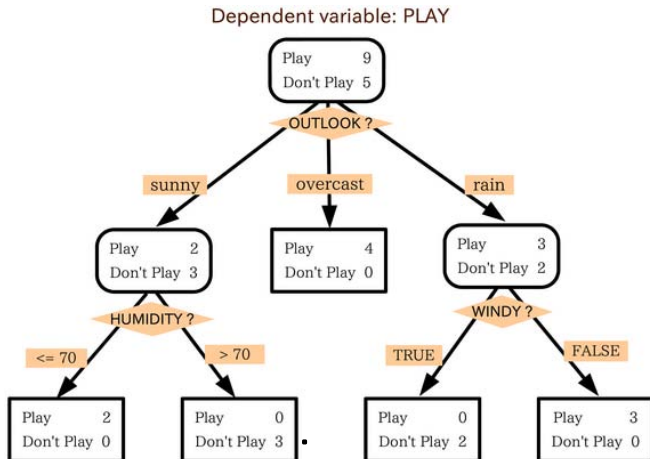 Dependent variable: PLAY
Play 9
Don't Play 5
OUTLOOK ?
sunny
overcast
rain
Play 2
Don't Play 3
Play 4
Don't Play 0
Play 3
Don't Play 2
HUMIDITY ?
WINDY ?
<= 70
> 70
TRUE
FALSE
Play 2
Don't Play 0
Play 0
Don't Play 3
Play 0
Don't Play 2
Play 3
Don't Play 0